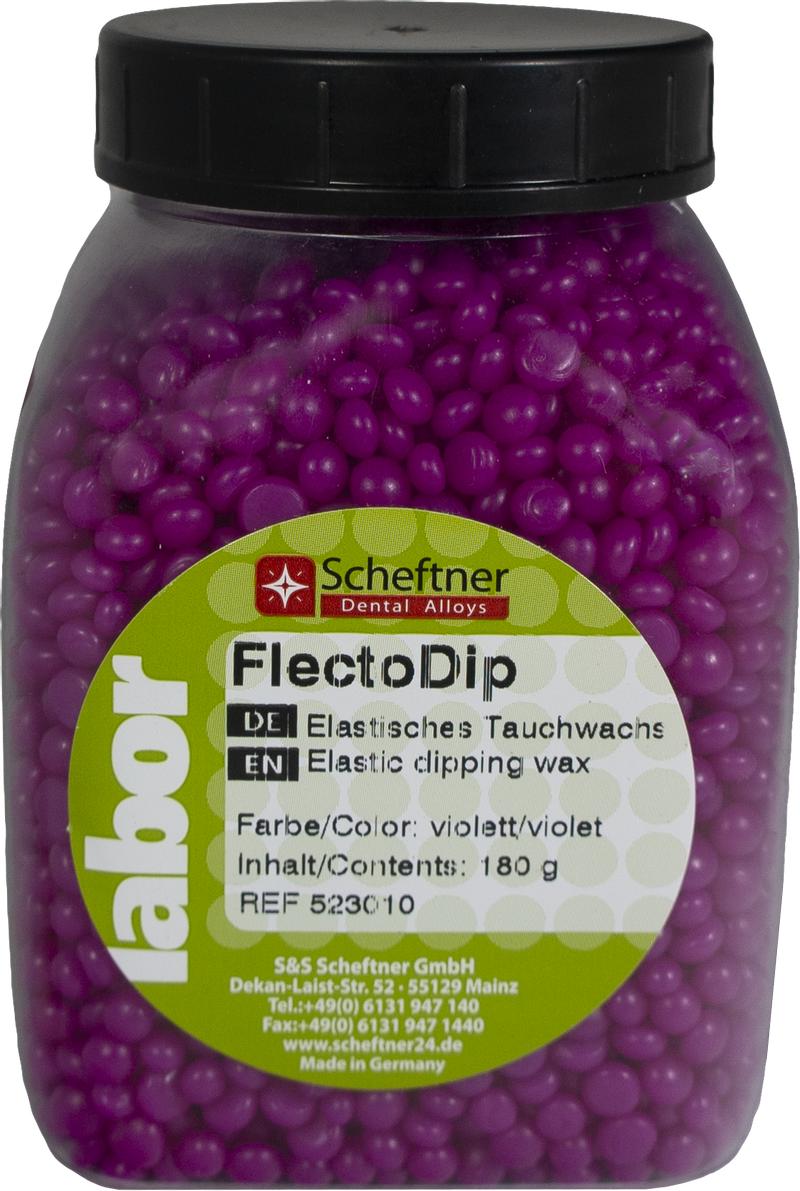 Scheftner
Dental Alloys
labor
FlectoDip
DE Elastisches Tauchwachs
EN Elastic dipping wax
Farbe/Color: violett/violet
Inhalt/Contents: 180 g
REF 523010
S&S Scheftner GmbH
Dekan-Laist-Str. 52 · 55129 Mainz
Tel.:+49(0) 6131 947 140
Fax:+49(0) 6131 947 1440
www.scheftner24.de
Made in Germany